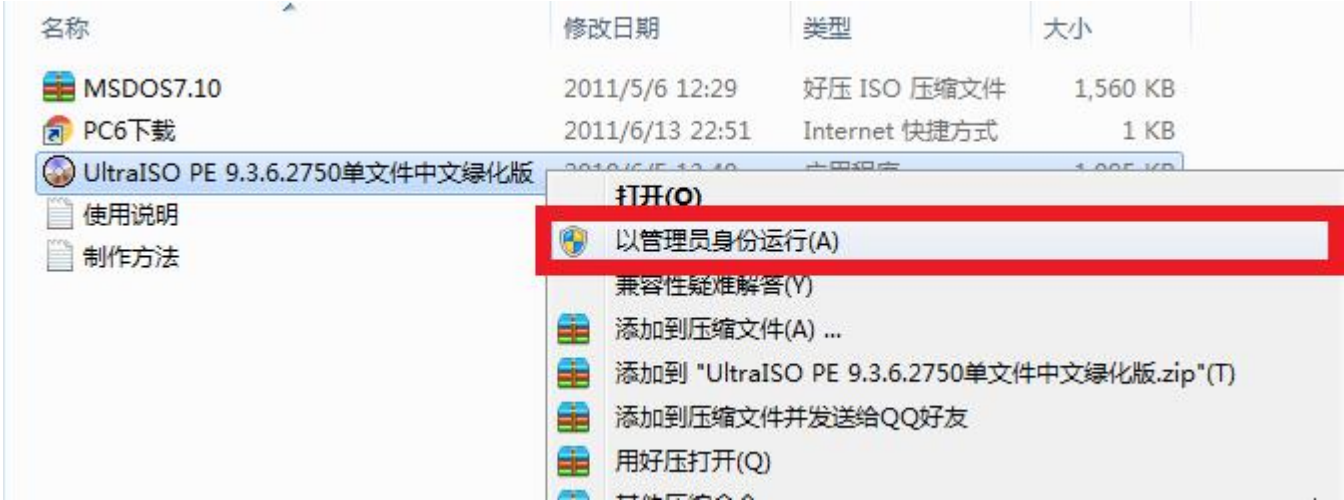 名称 修改日期 类型 大小
MSDOS7.10 2011/5/6 12:29 好压 ISO 压缩文件 1,560 KB
PC6下载 2011/6/13 22:51 Internet 快捷方式 1 KB
UltraISO PE 9.3.6.2750单文件中文绿化版
使用说明
制作方法
打开(O)
以管理员身份运行(A)
兼容性疑难解答(Y)
添加到压缩文件(A) ...
添加到 "UltraISO PE 9.3.6.2750单文件中文绿化版.zip"(T)
添加到压缩文件并发送给QQ好友
用好压打开(Q)